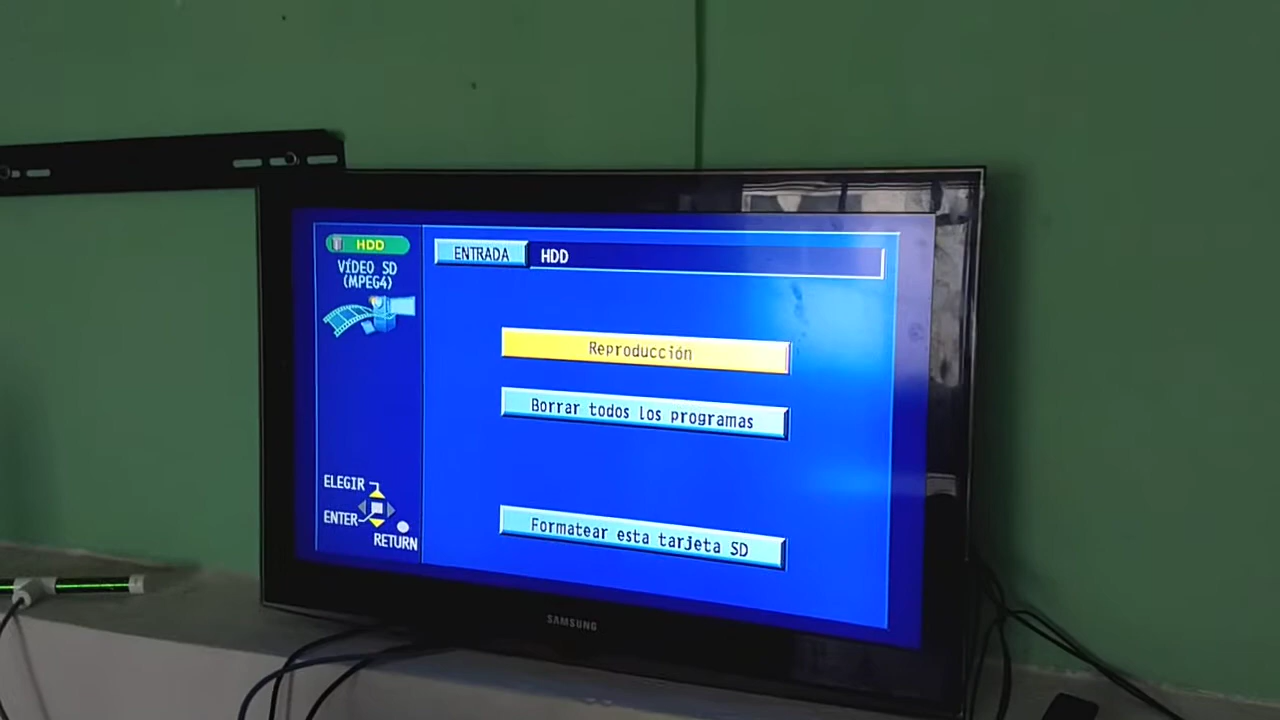 HDD
VÍDEO SD
(MPEG4)
ENTRADA HDD
Reproducción
Borrar todos los programas
Formatear esta tarjeta SD
ELEGIR
ENTER
RETURN
SAMSUNG